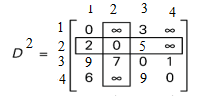 1 2 3 4
1 0 ∞ 3 ∞
D² = 2 2 0 5 ∞
3 9 7 0 1
4 6 ∞ 9 0